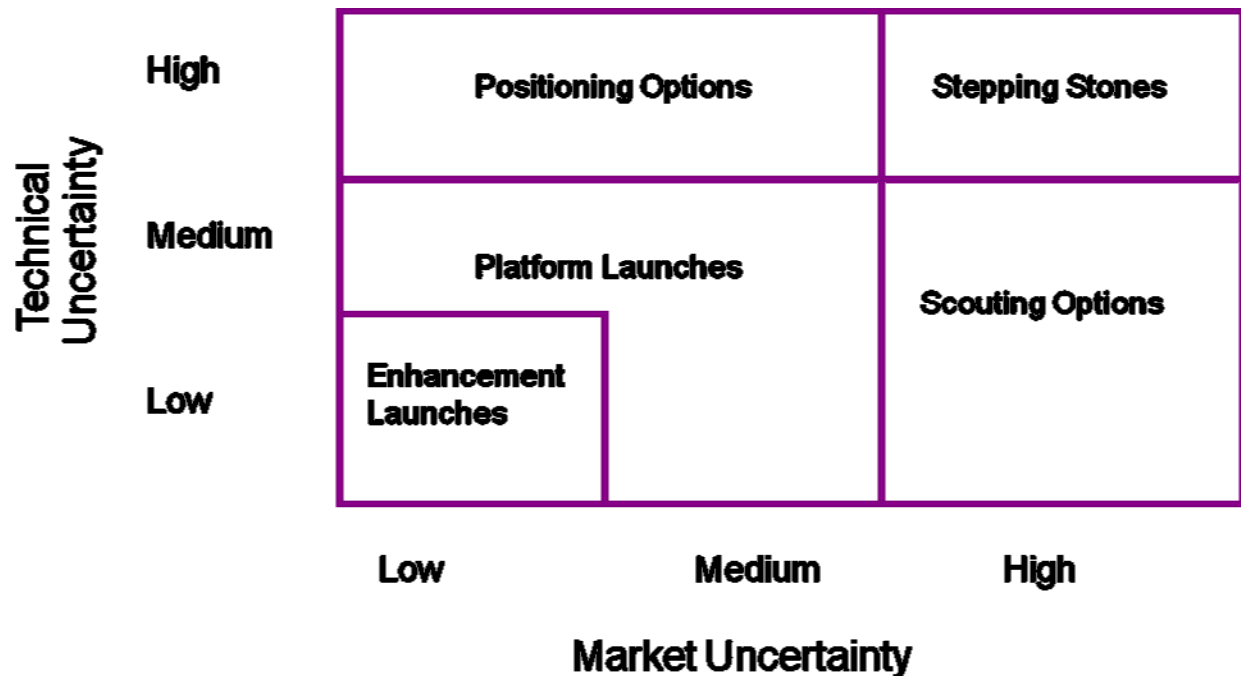 High
Positioning Options
Stepping Stones
Technical
Uncertainty
Medium
Platform Launches
Scouting Options
Enhancement
Launches
Low
Low
Medium
High
Market Uncertainty